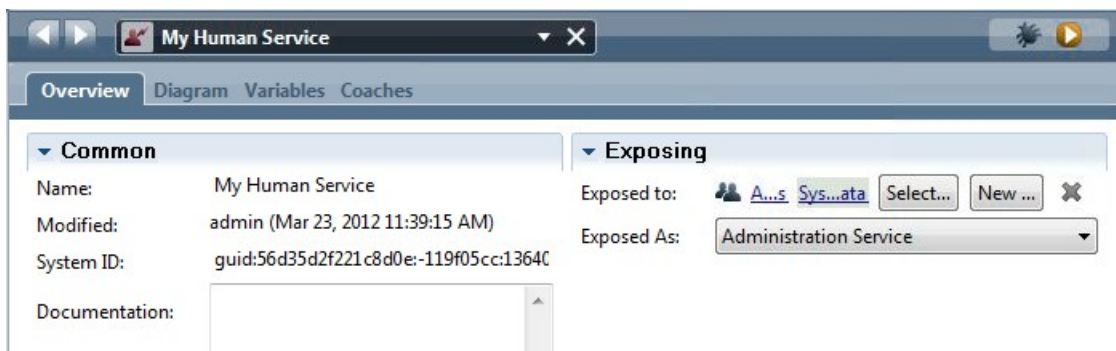 My Human Service
Overview Diagram Variables Coaches
Common
Name: My Human Service
Modified: admin (Mar 23, 2012 11:39:15 AM)
System ID: guid:56d35d2f221c8d0e:-119f05cc:13640
Documentation:
Exposing
Exposed to: A...s Sys...ata Select... New ...
Exposed As: Administration Service